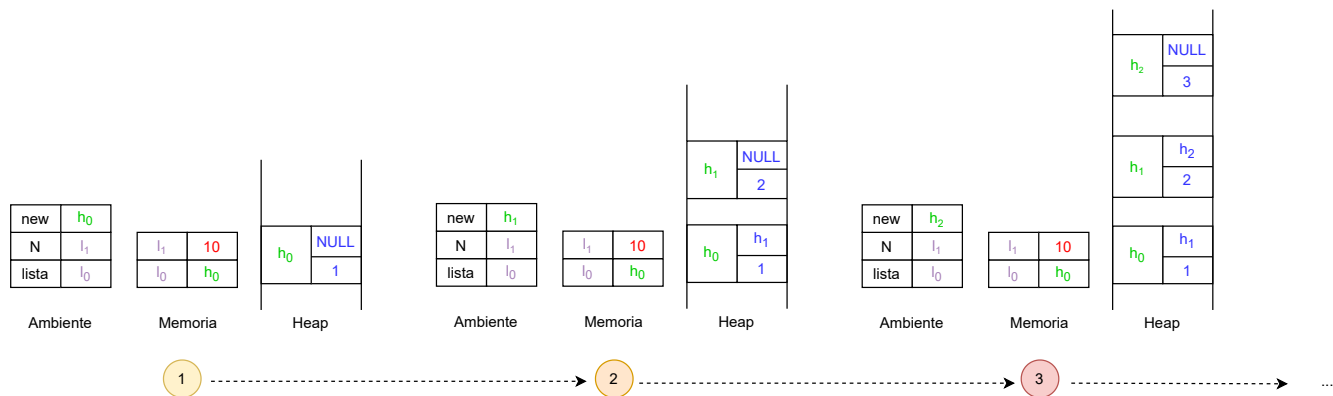 new h₀
N l₁
lista l₀
Ambiente
l₁ 10
l₀ h₀
Memoria
h₀ NULL
1
Heap
new h₁
N l₁
lista l₀
Ambiente
l₁ 10
l₀ h₀
Memoria
h₁ NULL
2
h₀ h₁
1
Heap
new h₂
N l₁
lista l₀
Ambiente
l₁ 10
l₀ h₀
Memoria
h₂ NULL
3
h₁ h₂
2
h₀ h₁
1
Heap
1
2
3
...